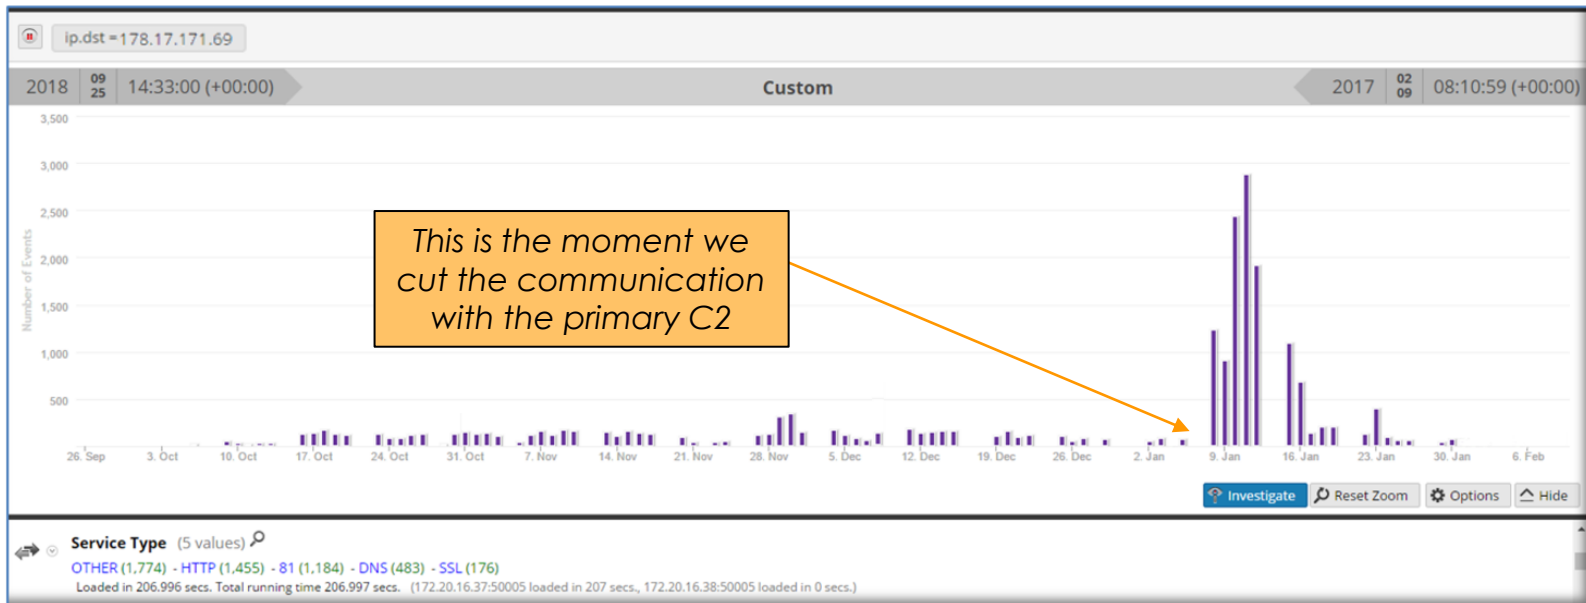 ip.dst = 178.17.171.69
2018 09 25 14:33:00 (+00:00) Custom 2017 02 09 08:10:59 (+00:00)
3,500
3,000
2,500
2,000
1,500
1,000
500
Number of Events
This is the moment we
cut the communication
with the primary C2
26. Sep 3. Oct 10. Oct 17. Oct 24. Oct 31. Oct 7. Nov 14. Nov 21. Nov 28. Nov 5. Dec 12. Dec 19. Dec 26. Dec 2. Jan 9. Jan 16. Jan 23. Jan 30. Jan 6. Feb
Investigate Reset Zoom Options Hide
Service Type (5 values)
OTHER (1,774) - HTTP (1,455) - 81 (1,184) - DNS (483) - SSL (176)
Loaded in 206.996 secs. Total running time 206.997 secs. (172.20.16.37:50005 loaded in 207 secs., 172.20.16.38:50005 loaded in 0 secs.)